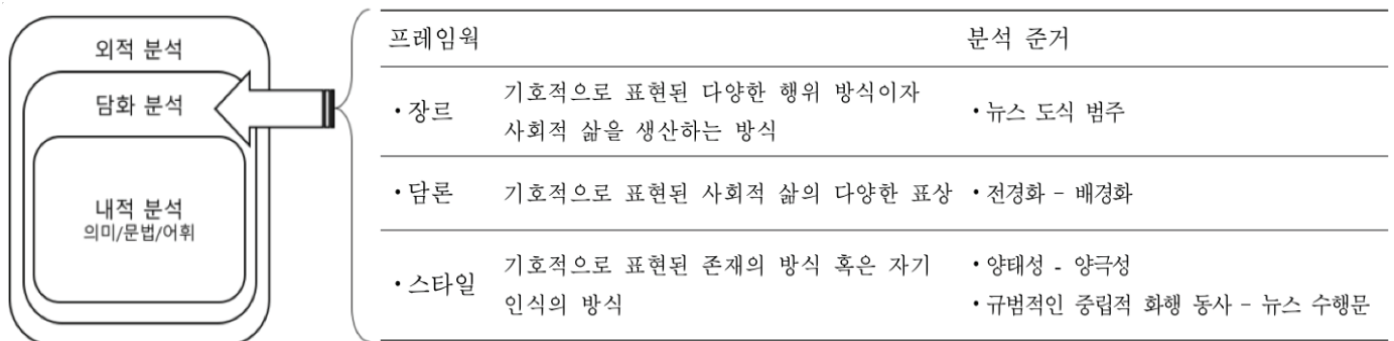 외적 분석
담화 분석
내적 분석
의미/문법/어휘
프레임웍 분석 준거
•장르 기호적으로 표현된 다양한 행위 방식이자
사회적 삶을 생산하는 방식 •뉴스 도식 범주
•담론 기호적으로 표현된 사회적 삶의 다양한 표상 •전경화 - 배경화
•스타일 기호적으로 표현된 존재의 방식 혹은 자기
인식의 방식
•양태성 - 양극성
•규범적인 중립적 화행 동사 - 뉴스 수행문